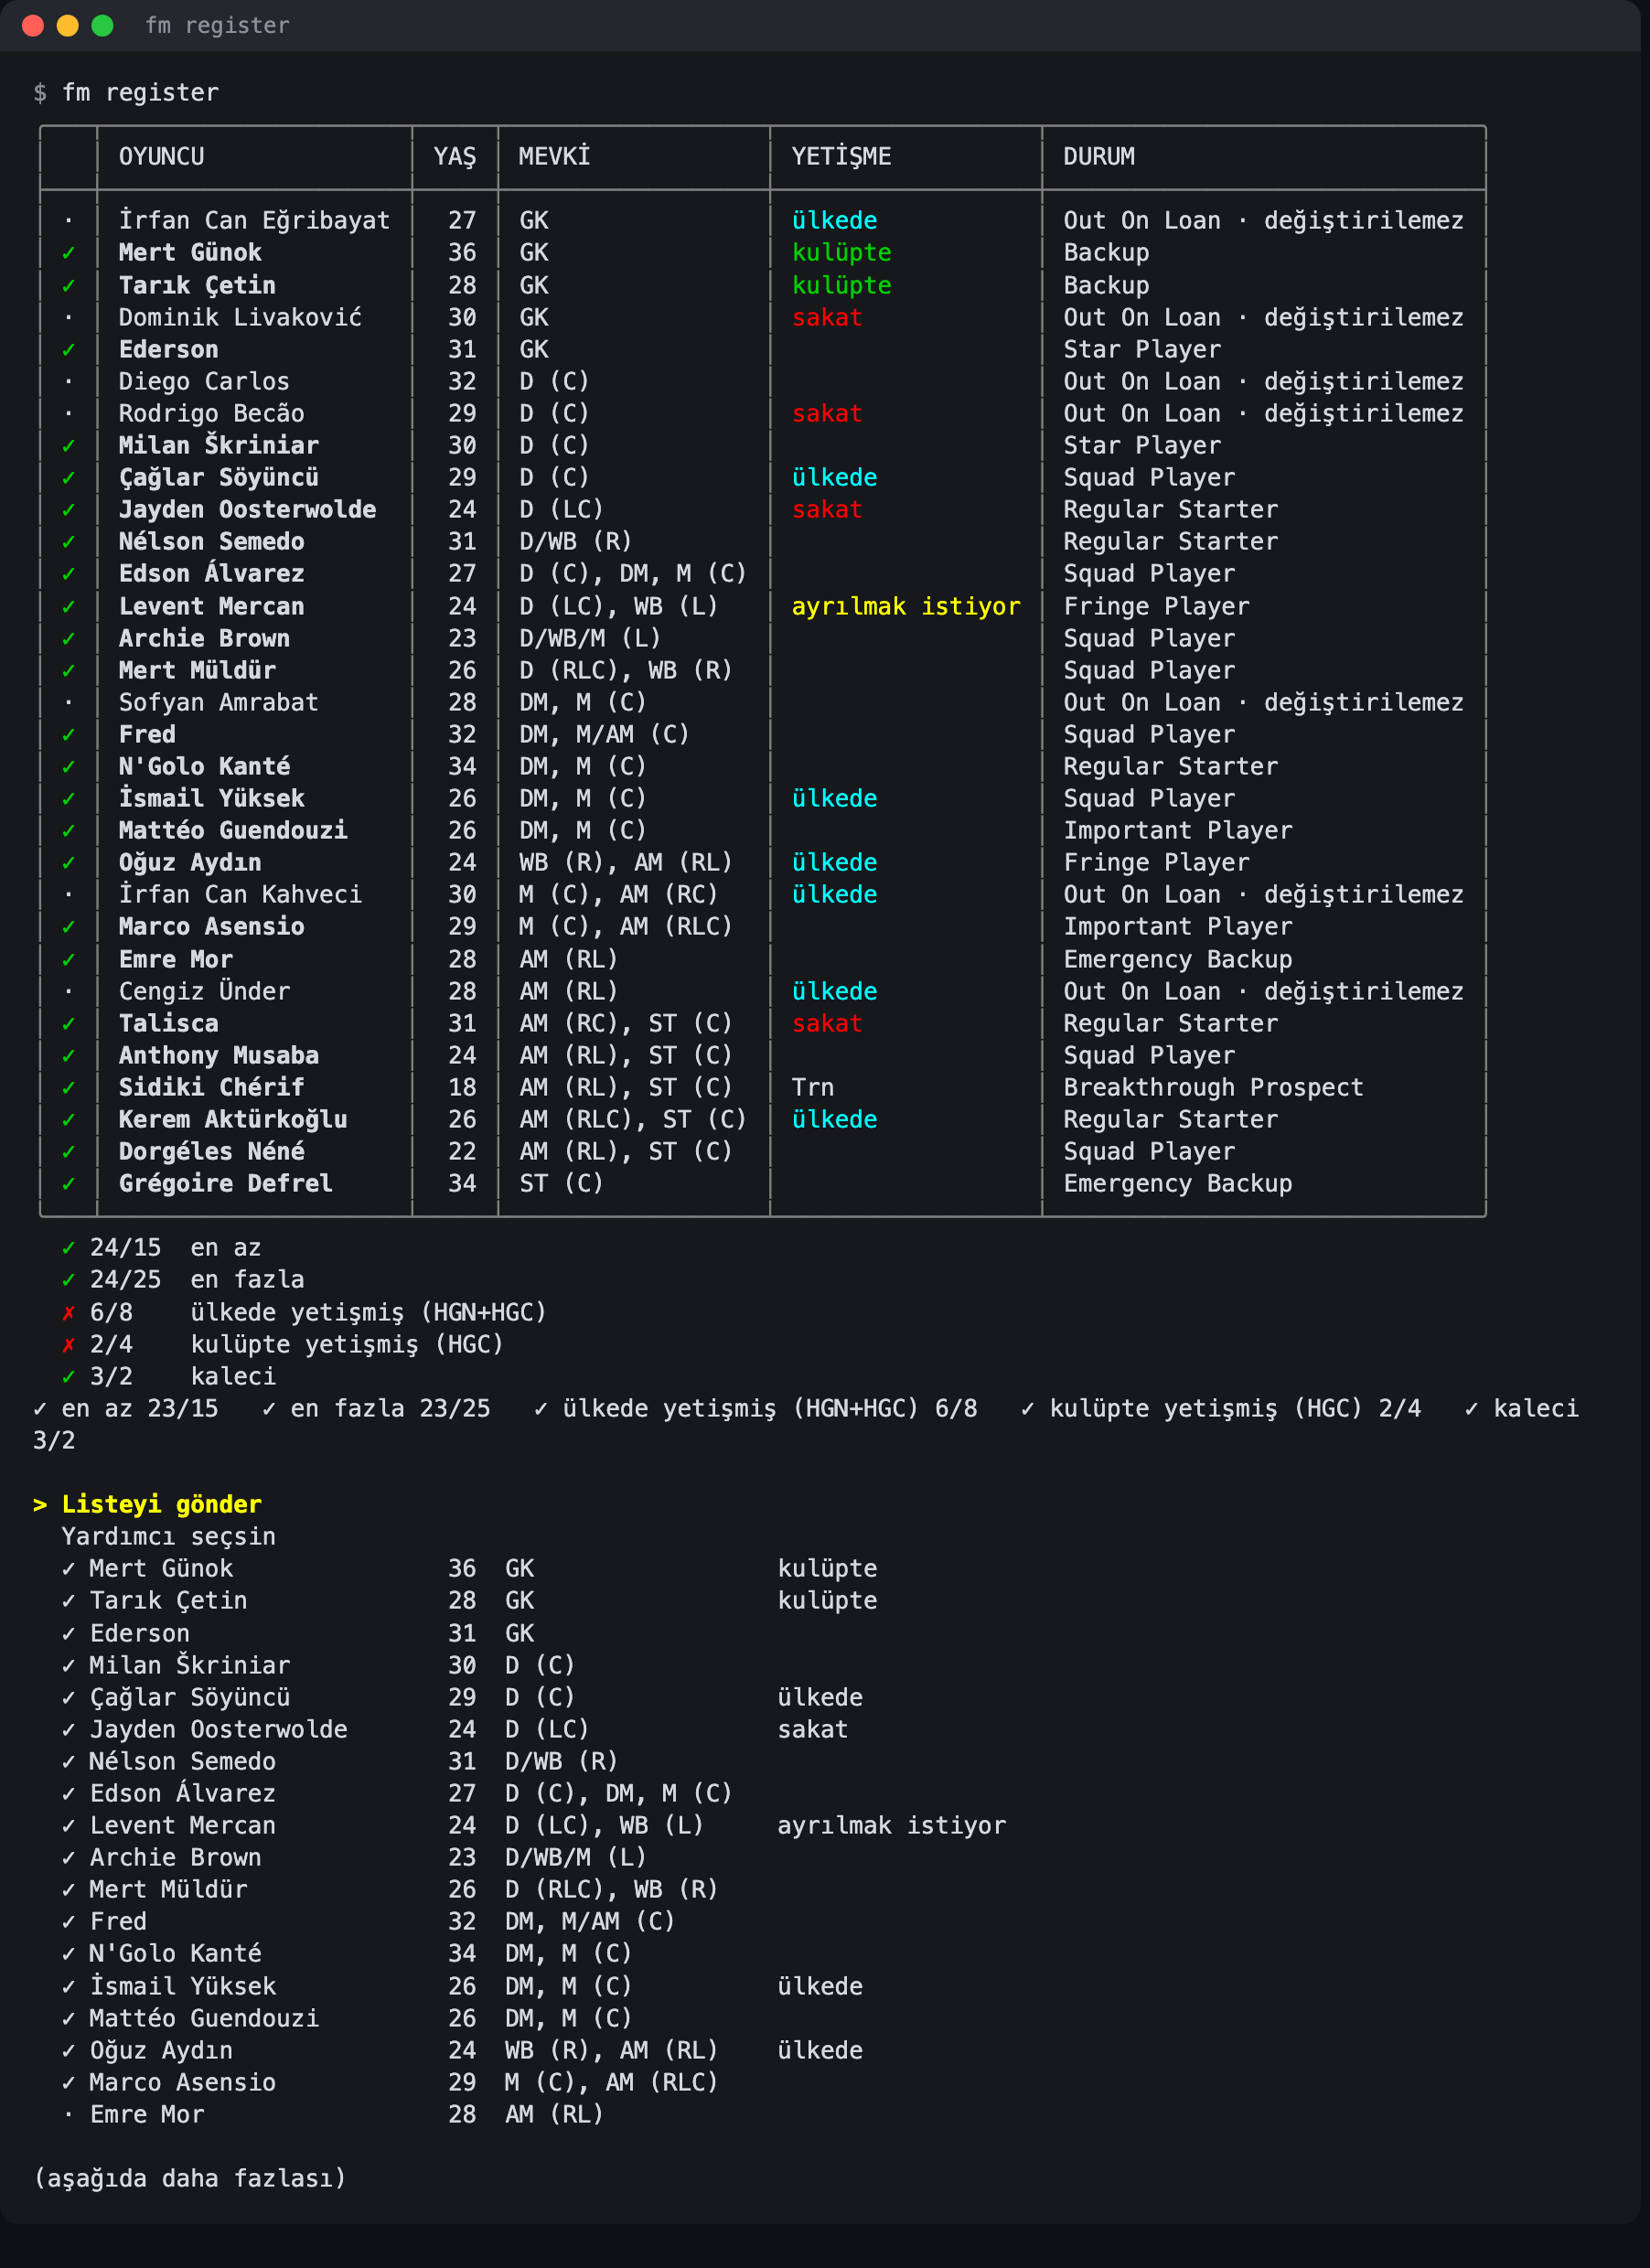 fm register
$ fm register
OYUNCU YAŞ MEVKİ YETİŞME DURUM
· İrfan Can Eğribayat 27 GK ülkede Out On Loan · değiştirilemez
✓ Mert Günok 36 GK kulüpte Backup
✓ Tarık Çetin 28 GK kulüpte Backup
· Dominik Livaković 30 GK sakat Out On Loan · değiştirilemez
✓ Ederson 31 GK Star Player
· Diego Carlos 32 D (C) Out On Loan · değiştirilemez
· Rodrigo Becão 29 D (C) sakat Out On Loan · değiştirilemez
✓ Milan Škriniar 30 D (C) Star Player
✓ Çağlar Söyüncü 29 D (C) ülkede Squad Player
✓ Jayden Oosterwolde 24 D (LC) sakat Regular Starter
✓ Nélson Semedo 31 D/WB (R) Regular Starter
✓ Edson Álvarez 27 D (C), DM, M (C) Squad Player
✓ Levent Mercan 24 D (LC), WB (L) ayrılmak istiyor Fringe Player
✓ Archie Brown 23 D/WB/M (L) Squad Player
✓ Mert Müldür 26 D (RLC), WB (R) Squad Player
· Sofyan Amrabat 28 DM, M (C) Out On Loan · değiştirilemez
✓ Fred 32 DM, M/AM (C) Squad Player
✓ N'Golo Kanté 34 DM, M (C) Regular Starter
✓ İsmail Yüksek 26 DM, M (C) ülkede Squad Player
✓ Mattéo Guendouzi 26 DM, M (C) Important Player
✓ Oğuz Aydın 24 WB (R), AM (RL) ülkede Fringe Player
· İrfan Can Kahveci 30 M (C), AM (RC) ülkede Out On Loan · değiştirilemez
✓ Marco Asensio 29 M (C), AM (RLC) Important Player
✓ Emre Mor 28 AM (RL) Emergency Backup
· Cengiz Ünder 28 AM (RL) ülkede Out On Loan · değiştirilemez
✓ Talisca 31 AM (RC), ST (C) sakat Regular Starter
✓ Anthony Musaba 24 AM (RL), ST (C) Squad Player
✓ Sidiki Chérif 18 AM (RL), ST (C) Trn Breakthrough Prospect
✓ Kerem Aktürkoğlu 26 AM (RLC), ST (C) ülkede Regular Starter
✓ Dorgéles Néné 22 AM (RL), ST (C) Squad Player
✓ Grégoire Defrel 34 ST (C) Emergency Backup
✓ 24/15 en az
✓ 24/25 en fazla
✗ 6/8 ülkede yetişmiş (HGN+HGC)
✗ 2/4 kulüpte yetişmiş (HGC)
✓ 3/2 kaleci
✓ en az 23/15 ✓ en fazla 23/25 ✓ ülkede yetişmiş (HGN+HGC) 6/8 ✓ kulüpte yetişmiş (HGC) 2/4 ✓ kaleci
3/2
> Listeyi gönder
Yardımcı seçsin
✓ Mert Günok 36 GK kulüpte
✓ Tarık Çetin 28 GK kulüpte
✓ Ederson 31 GK
✓ Milan Škriniar 30 D (C)
✓ Çağlar Söyüncü 29 D (C) ülkede
✓ Jayden Oosterwolde 24 D (LC) sakat
✓ Nélson Semedo 31 D/WB (R)
✓ Edson Álvarez 27 D (C), DM, M (C)
✓ Levent Mercan 24 D (LC), WB (L) ayrılmak istiyor
✓ Archie Brown 23 D/WB/M (L)
✓ Mert Müldür 26 D (RLC), WB (R)
✓ Fred 32 DM, M/AM (C)
✓ N'Golo Kanté 34 DM, M (C)
✓ İsmail Yüksek 26 DM, M (C) ülkede
✓ Mattéo Guendouzi 26 DM, M (C)
✓ Oğuz Aydın 24 WB (R), AM (RL) ülkede
✓ Marco Asensio 29 M (C), AM (RLC)
· Emre Mor 28 AM (RL)
(aşağıda daha fazlası)